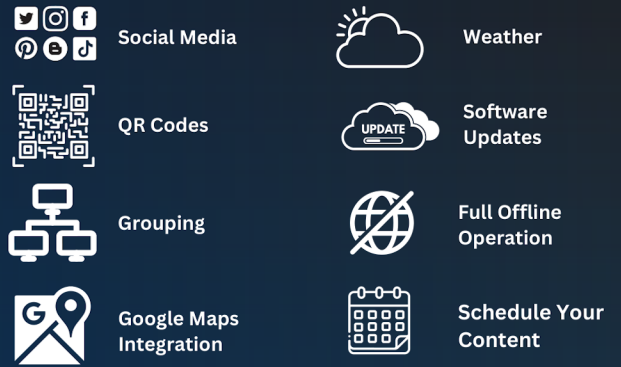 Social Media
QR Codes
Grouping
G
Google Maps
Integration
Weather
UPDATE
Software
Updates
Full Offline
Operation
Schedule Your
Content